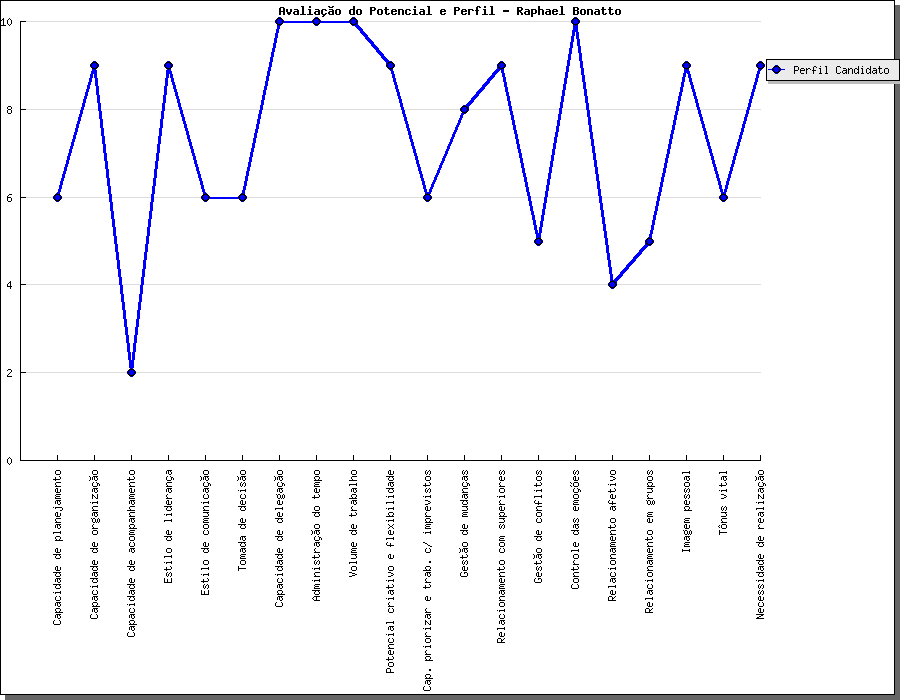 Avaliação do Potencial e Perfil - Raphael Bonatto
10
8
6
4
2
0
Perfil Candidato
Capacidade de planejamento
Capacidade de organização
Capacidade de acompanhamento
Estilo de liderança
Estilo de comunicação
Tomada de decisão
Capacidade de delegação
Administração do tempo
Volume de trabalho
Potencial criativo e flexibilidade
Cap. priorizar e trab. c/ imprevistos
Gestão de mudanças
Relacionamento com superiores
Gestão de conflitos
Controle das emoções
Relacionamento afetivo
Relacionamento em grupos
Imagem pessoal
Tônus vital
Necessidade de realização